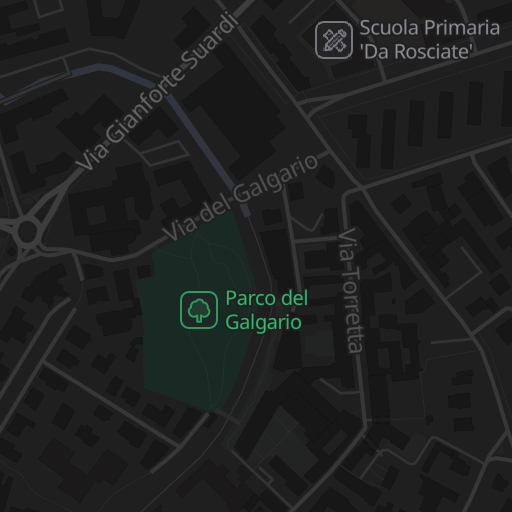 Scuola Primaria
'Da Rosciate'
Via Gianforte Suardi
Via del Galgario
Via Torretta
Parco del
Galgario